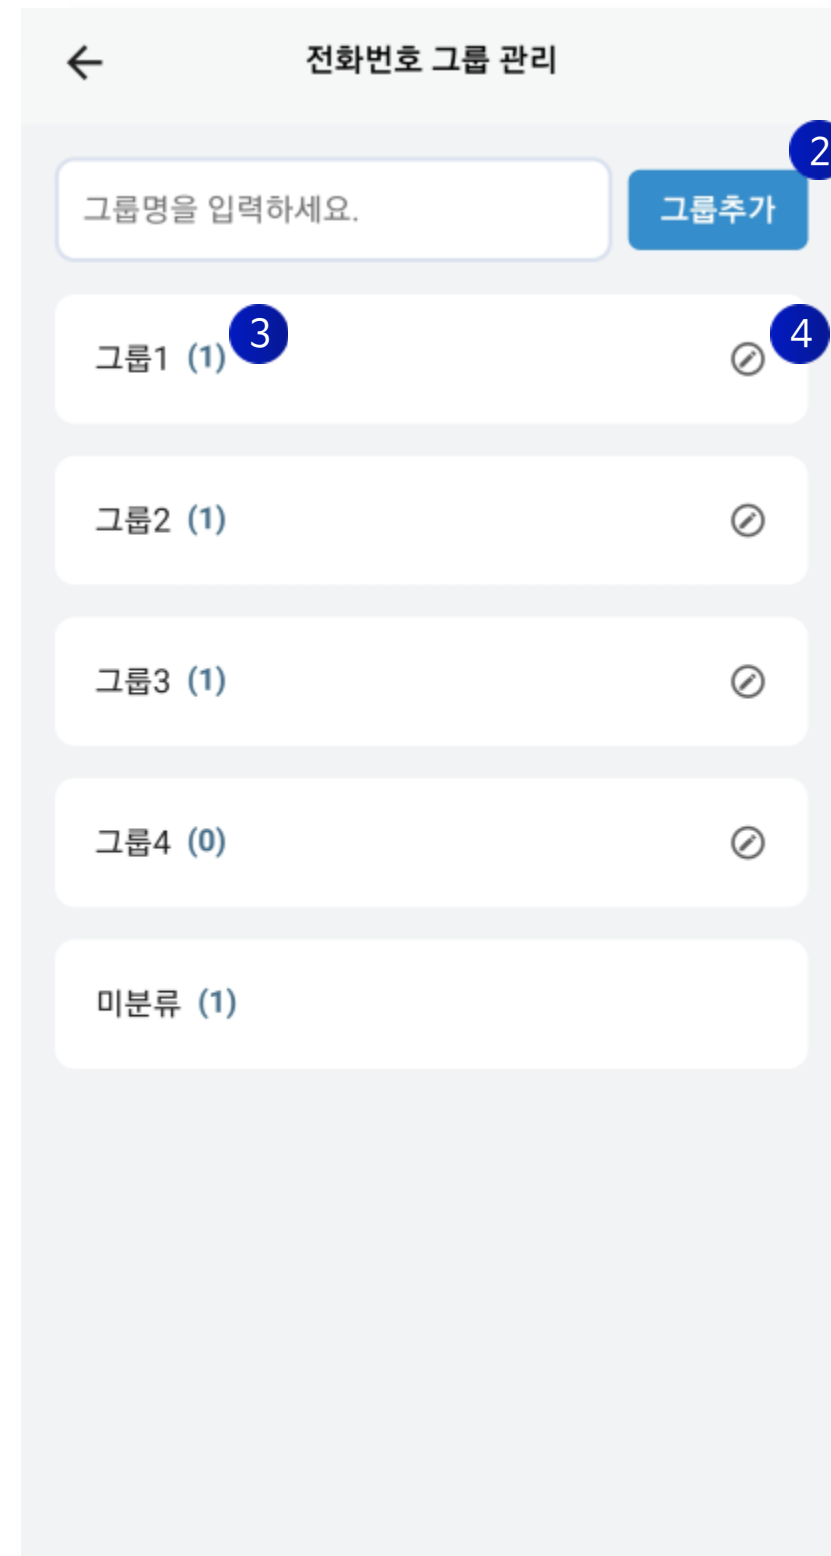 전화번호 그룹 관리
2
그룹명을 입력하세요.
그룹추가
3
4
그룹1 (1)
그룹2 (1)
그룹3 (1)
그룹4 (0)
미분류 (1)